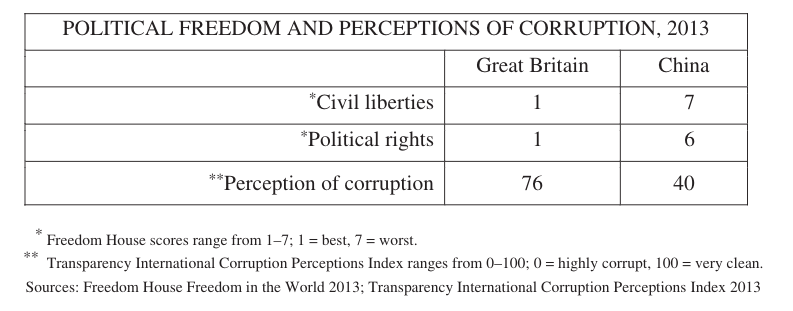 POLITICAL FREEDOM AND PERCEPTIONS OF CORRUPTION, 2013
Great Britain China
*Civil liberties 1 7
*Political rights 1 6
**Perception of corruption 76 40
* Freedom House scores range from 1–7; 1 = best, 7 = worst.
** Transparency International Corruption Perceptions Index ranges from 0–100; 0 = highly corrupt, 100 = very clean.
Sources: Freedom House Freedom in the World 2013; Transparency International Corruption Perceptions Index 2013